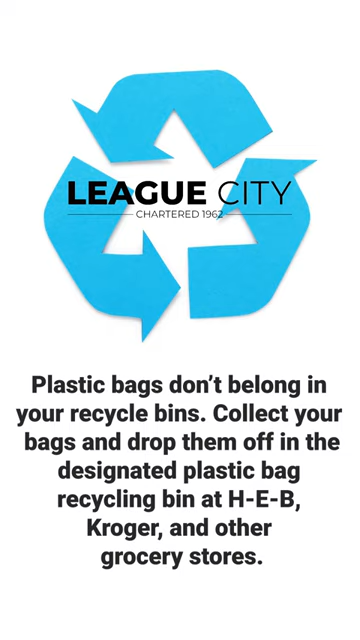 LEAGUE CITY
CHARTERED 1962
Plastic bags don't belong in
your recycle bins. Collect your
bags and drop them off in the
designated plastic bag
recycling bin at H-E-B,
Kroger, and other
grocery stores.